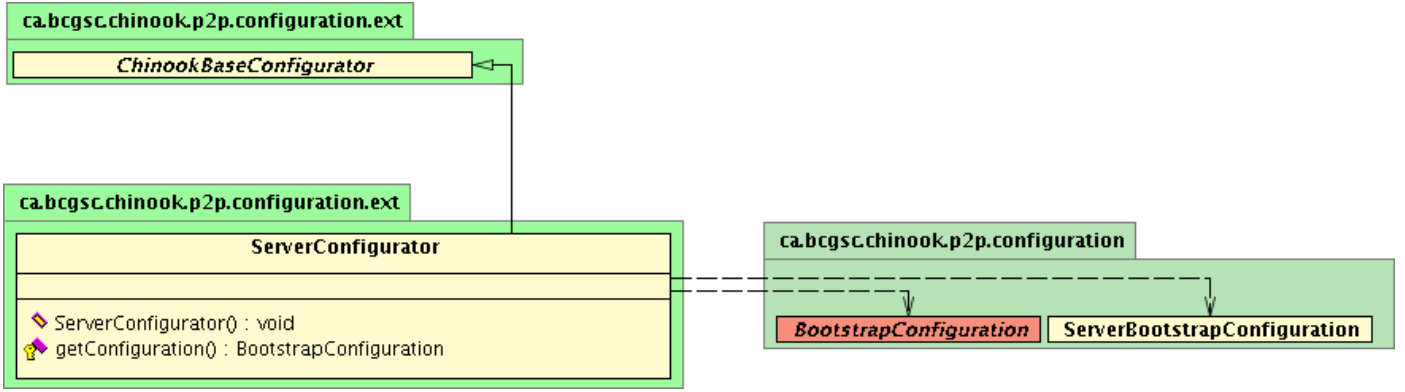 ca.bcgsc.chinook.p2p.configuration.ext
ChinookBaseConfigurator
ca.bcgsc.chinook.p2p.configuration.ext
ServerConfigurator
ServerConfigurator() : void
getConfiguration() : BootstrapConfiguration
ca.bcgsc.chinook.p2p.configuration
BootstrapConfiguration
ServerBootstrapConfiguration